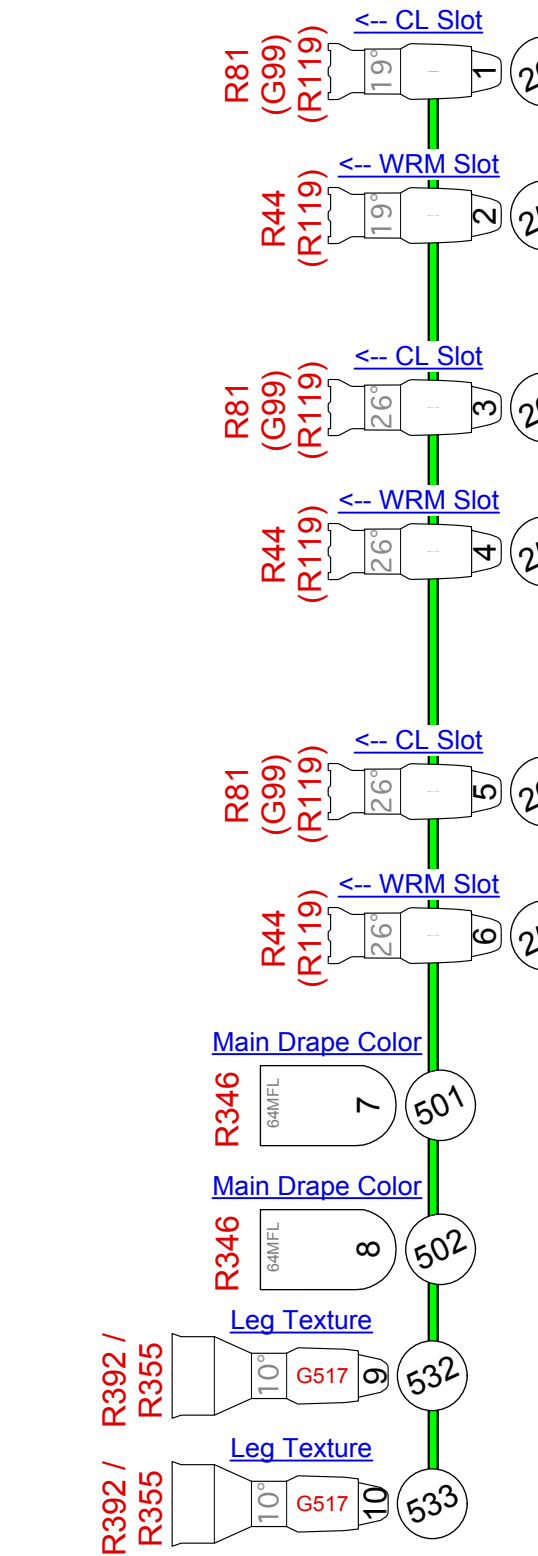 <-- CL Slot
R81
(G99)
(R119)
19°
1
<-- WRM Slot
R44
(R119)
19°
2
<-- CL Slot
R81
(G99)
(R119)
26°
3
<-- WRM Slot
R44
(R119)
26°
4
<-- CL Slot
R81
(G99)
(R119)
26°
5
<-- WRM Slot
R44
(R119)
26°
6
Main Drape Color
R346
64MFL
7
501
Main Drape Color
R346
64MFL
8
502
Leg Texture
R392 /
R355
10°
G517
9
532
Leg Texture
R392 /
R355
10°
G517
10
533